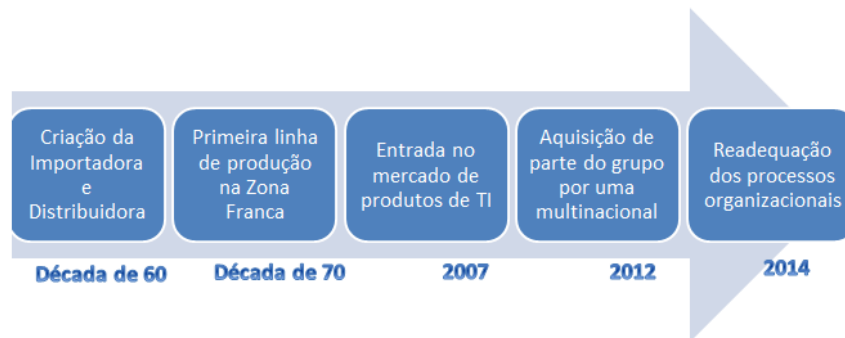 Criação da
Importadora
e
Distribuidora
Primeira linha
de produção
na Zona
Franca
Entrada no
mercado de
produtos de TI
Aquisição de
parte do grupo
por uma
multinacional
Readequação
dos processos
organizacionais
Década de 60
Década de 70
2007
2012
2014